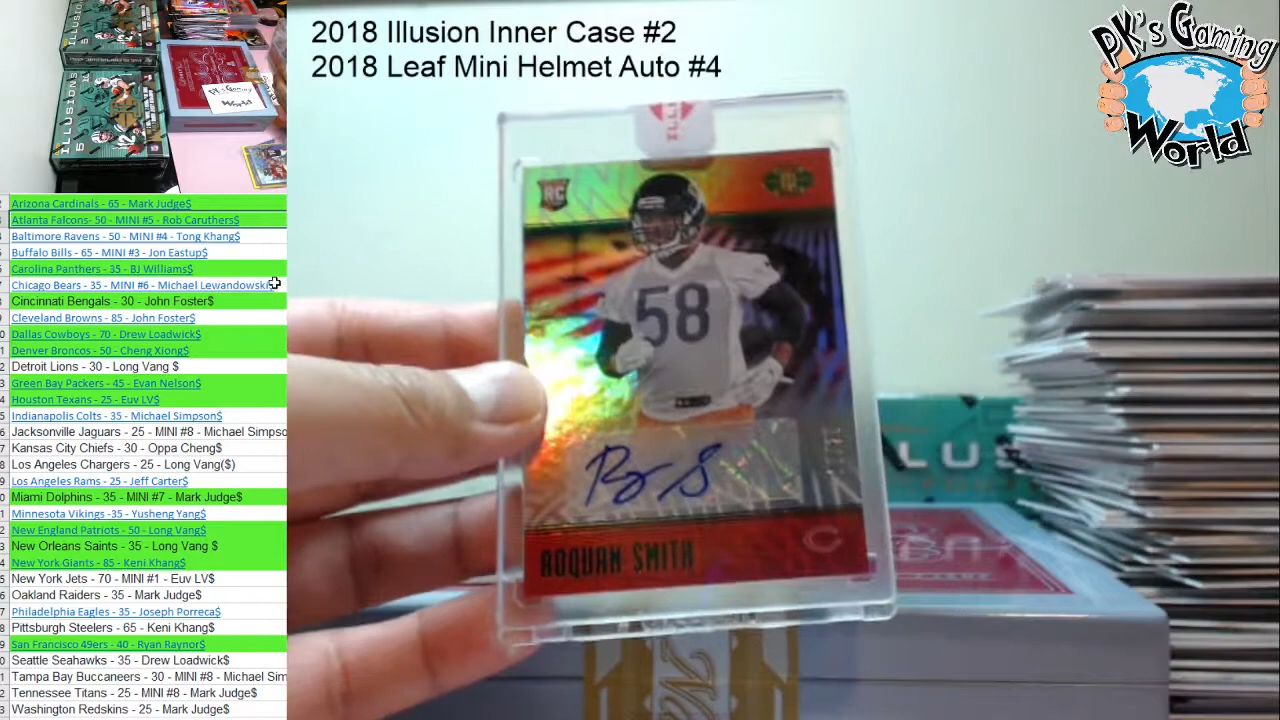 2018 Illusion Inner Case #2
2018 Leaf Mini Helmet Auto #4
PK's Gaming
World
ILLUSIONS
ILLUSIONS
PK's Gaming
World
Arizona Cardinals - 65 - Mark Judge$
Atlanta Falcons- 50 - MINI #5 - Rob Caruthers$
Baltimore Ravens - 50 - MINI #4 - Tong Khang$
Buffalo Bills - 65 - MINI #3 - Jon Eastup$
Carolina Panthers - 35 - BJ Williams$
Chicago Bears - 35 - MINI #6 - Michael Lewandowski
Cincinnati Bengals - 30 - John Foster$
Cleveland Browns - 85 - John Foster$
Dallas Cowboys - 70 - Drew Loadwick$
Denver Broncos - 50 - Cheng Xiong$
Detroit Lions - 30 - Long Vang $
Green Bay Packers - 45 - Evan Nelson$
Houston Texans - 25 - Euv LV$
Indianapolis Colts - 35 - Michael Simpson$
Jacksonville Jaguars - 25 - MINI #8 - Michael Simpso
Kansas City Chiefs - 30 - Oppa Cheng$
Los Angeles Chargers - 25 - Long Vang($)
Los Angeles Rams - 25 - Jeff Carter$
Miami Dolphins - 35 - MINI #7 - Mark Judge$
Minnesota Vikings -35 - Yusheng Yang$
New England Patriots - 50 - Long Vang$
New Orleans Saints - 35 - Long Vang $
New York Giants - 85 - Keni Khang$
New York Jets - 70 - MINI #1 - Euv LV$
Oakland Raiders - 35 - Mark Judge$
Philadelphia Eagles - 35 - Joseph Porreca$
Pittsburgh Steelers - 65 - Keni Khang$
San Francisco 49ers - 40 - Ryan Raynor$
Seattle Seahawks - 35 - Drew Loadwick$
Tampa Bay Buccaneers - 30 - MINI #8 - Michael Sim
Tennessee Titans - 25 - MINI #8 - Mark Judge$
Washington Redskins - 25 - Mark Judge$
RC
58
ROQUAN SMITH